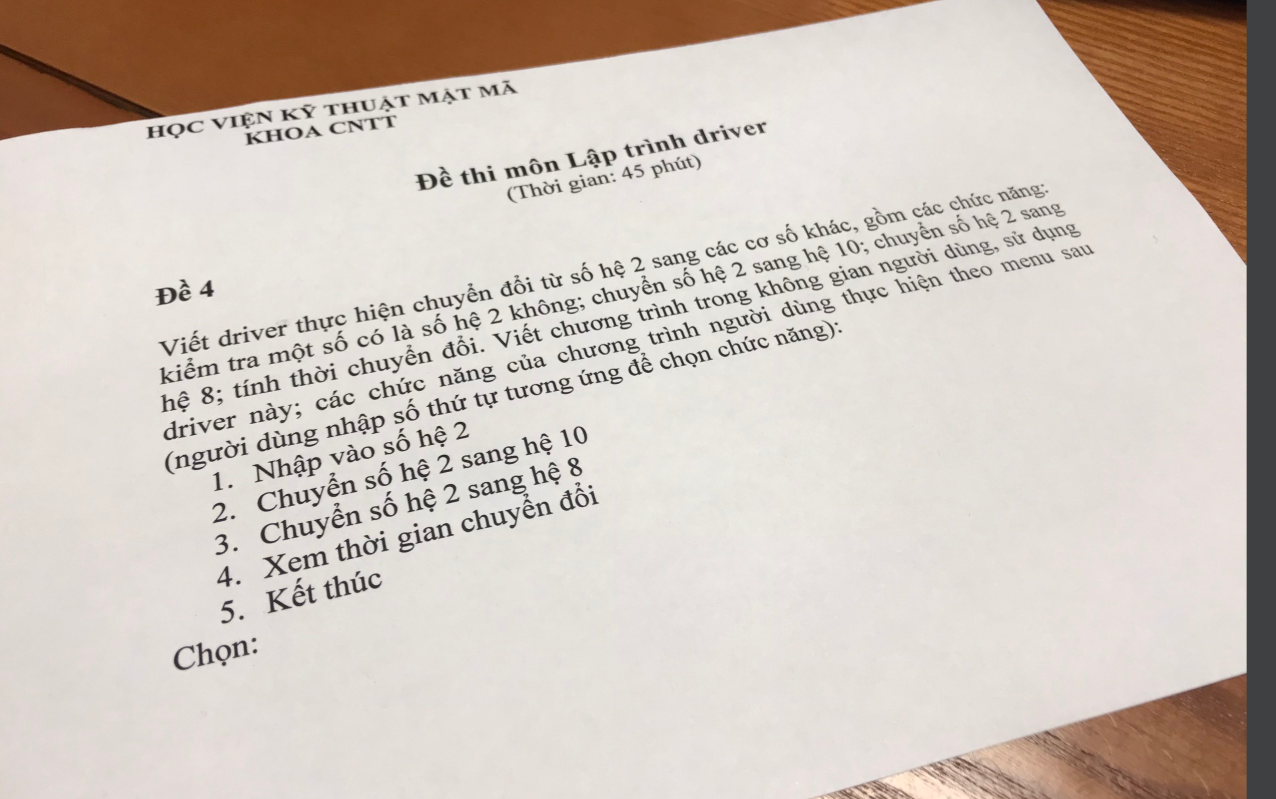 HỌC VIỆN KỸ THUẬT MẬT MÃ
KHOA CNTT
Đề thi môn Lập trình driver
(Thời gian: 45 phút)
Đề 4
Viết driver thực hiện chuyển đổi từ số hệ 2 sang các cơ số khác, gồm các chức năng:
kiểm tra một số có là số hệ 2 không; chuyển số hệ 2 sang hệ 10; chuyển số hệ 2 sang
hệ 8; tính thời chuyển đổi. Viết chương trình trong không gian người dùng, sử dụng
driver này; các chức năng của chương trình người dùng thực hiện theo menu sau
(người dùng nhập số thứ tự tương ứng để chọn chức năng):
1. Nhập vào số hệ 2
2. Chuyển số hệ 2 sang hệ 10
3. Chuyển số hệ 2 sang hệ 8
4. Xem thời gian chuyển đổi
5. Kết thúc
Chọn: